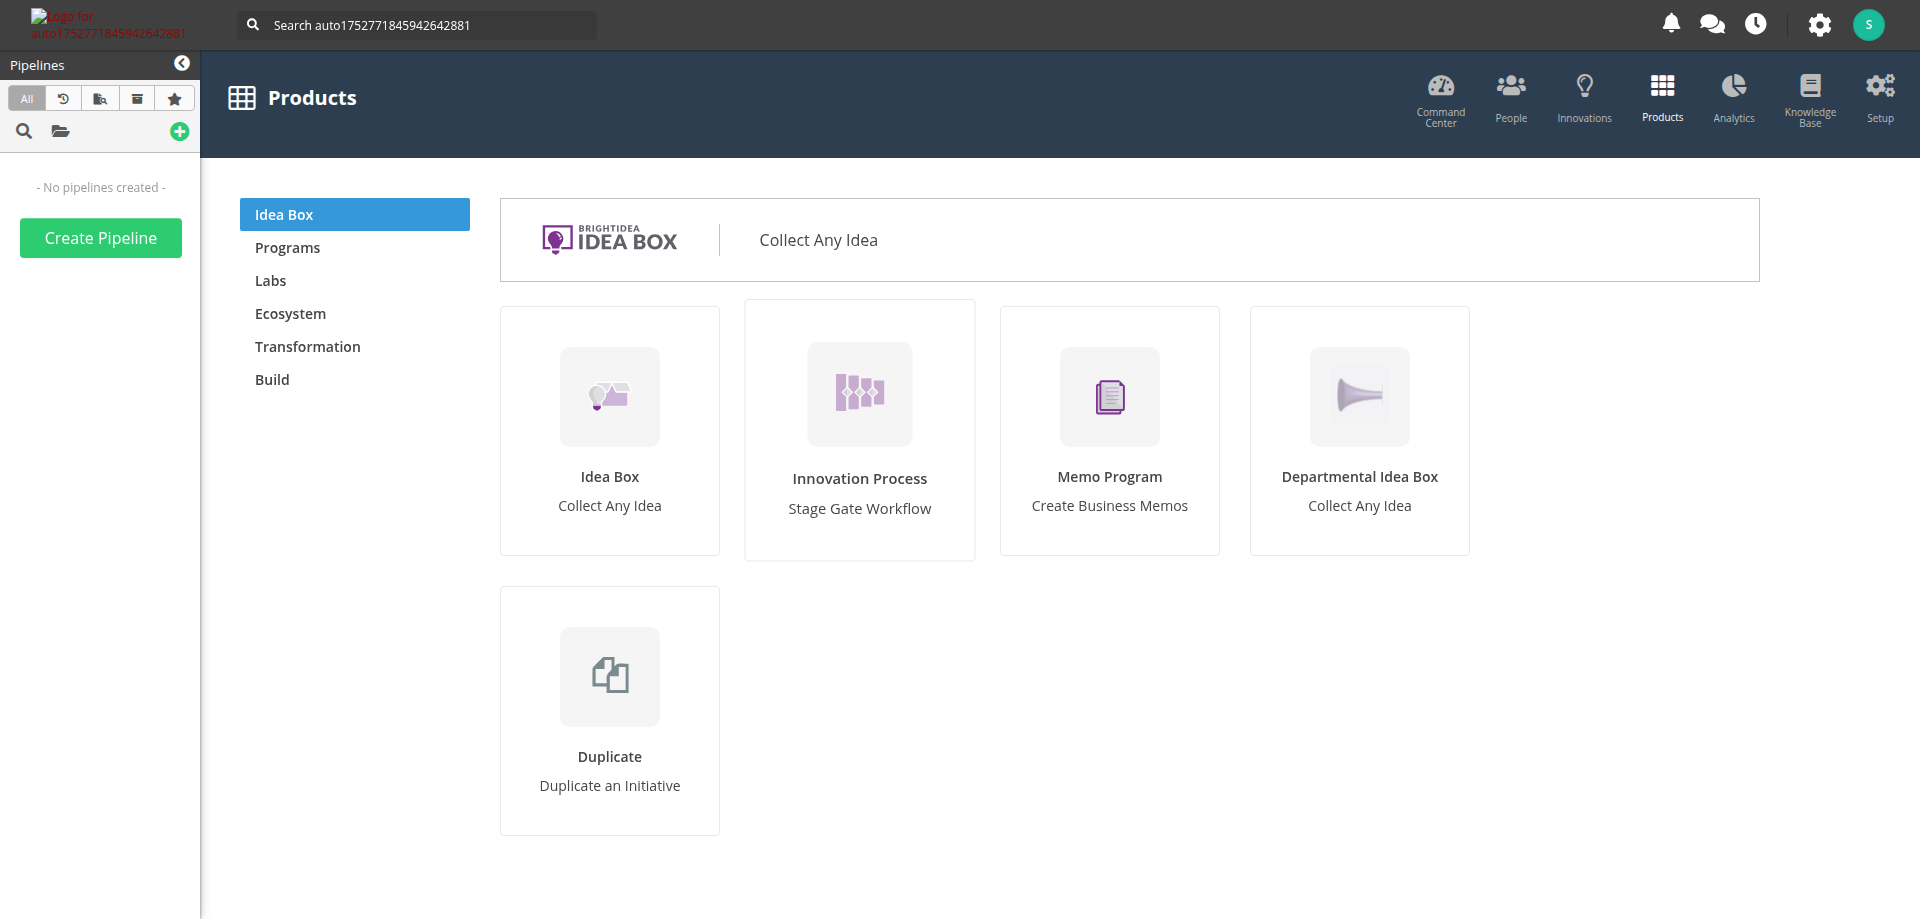 Logo for
auto1752771845942642881
Search auto1752771845942642881
S
Pipelines
All
- No pipelines created -
Create Pipeline
Products
Command
Center
People
Innovations
Products
Analytics
Knowledge
Base
Setup
Idea Box
Programs
Labs
Ecosystem
Transformation
Build
BRIGHTIDEA
IDEA BOX
Collect Any Idea
Idea Box
Collect Any Idea
Innovation Process
Stage Gate Workflow
Memo Program
Create Business Memos
Departmental Idea Box
Collect Any Idea
Duplicate
Duplicate an Initiative